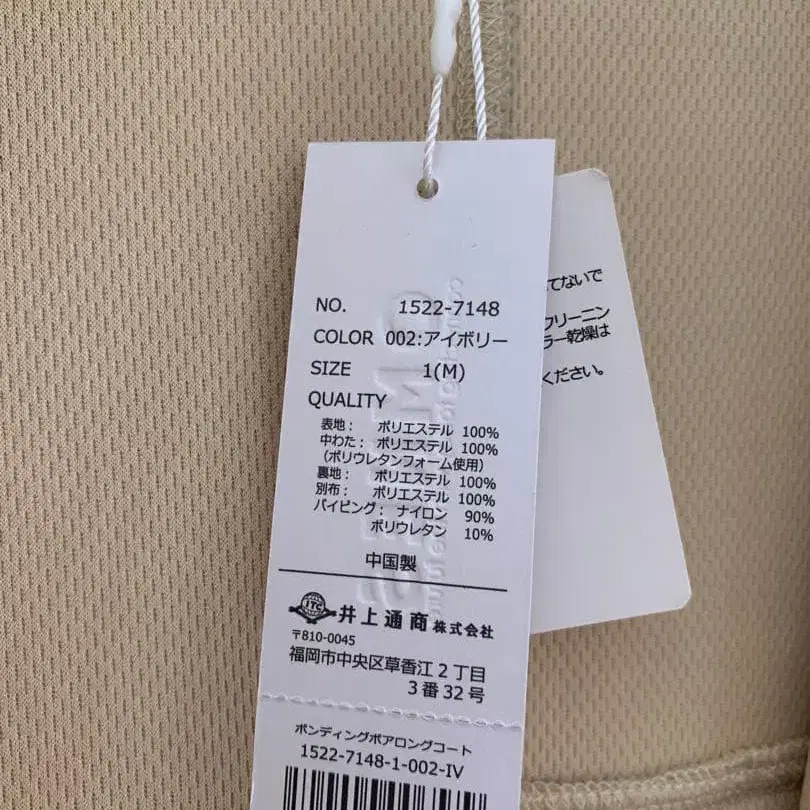 NO. 1522-7148
COLOR 002:アイボリー
SIZE 1(M)
QUALITY
表地: ポリエステル 100%
中わた: ポリエステル 100%
(ポリウレタンフォーム使用)
裏地: ポリエステル 100%
別布: ポリエステル 100%
パイピング: ナイロン 90%
ポリウレタン 10%
中国製
ITC
井上通商株式会社
〒810-0045
福岡市中央区草香江2丁目
3番32号
ボンディングボアロングコート
1522-7148-1-002-IV
てないで
クリーニン
ラー乾燥は
ください。